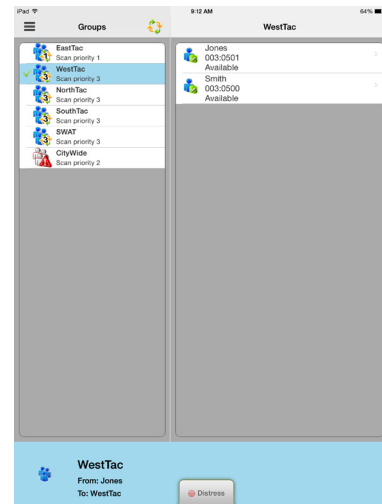 iPad
9:12 AM
64%
Groups
WestTac
EastTac
Scan priority 1
WestTac
Scan priority 3
NorthTac
Scan priority 3
SouthTac
Scan priority 3
SWAT
Scan priority 3
CityWide
Scan priority 2
Jones
003:0501
Available
Smith
003:0500
Available
WestTac
From: Jones
To: WestTac
Distress